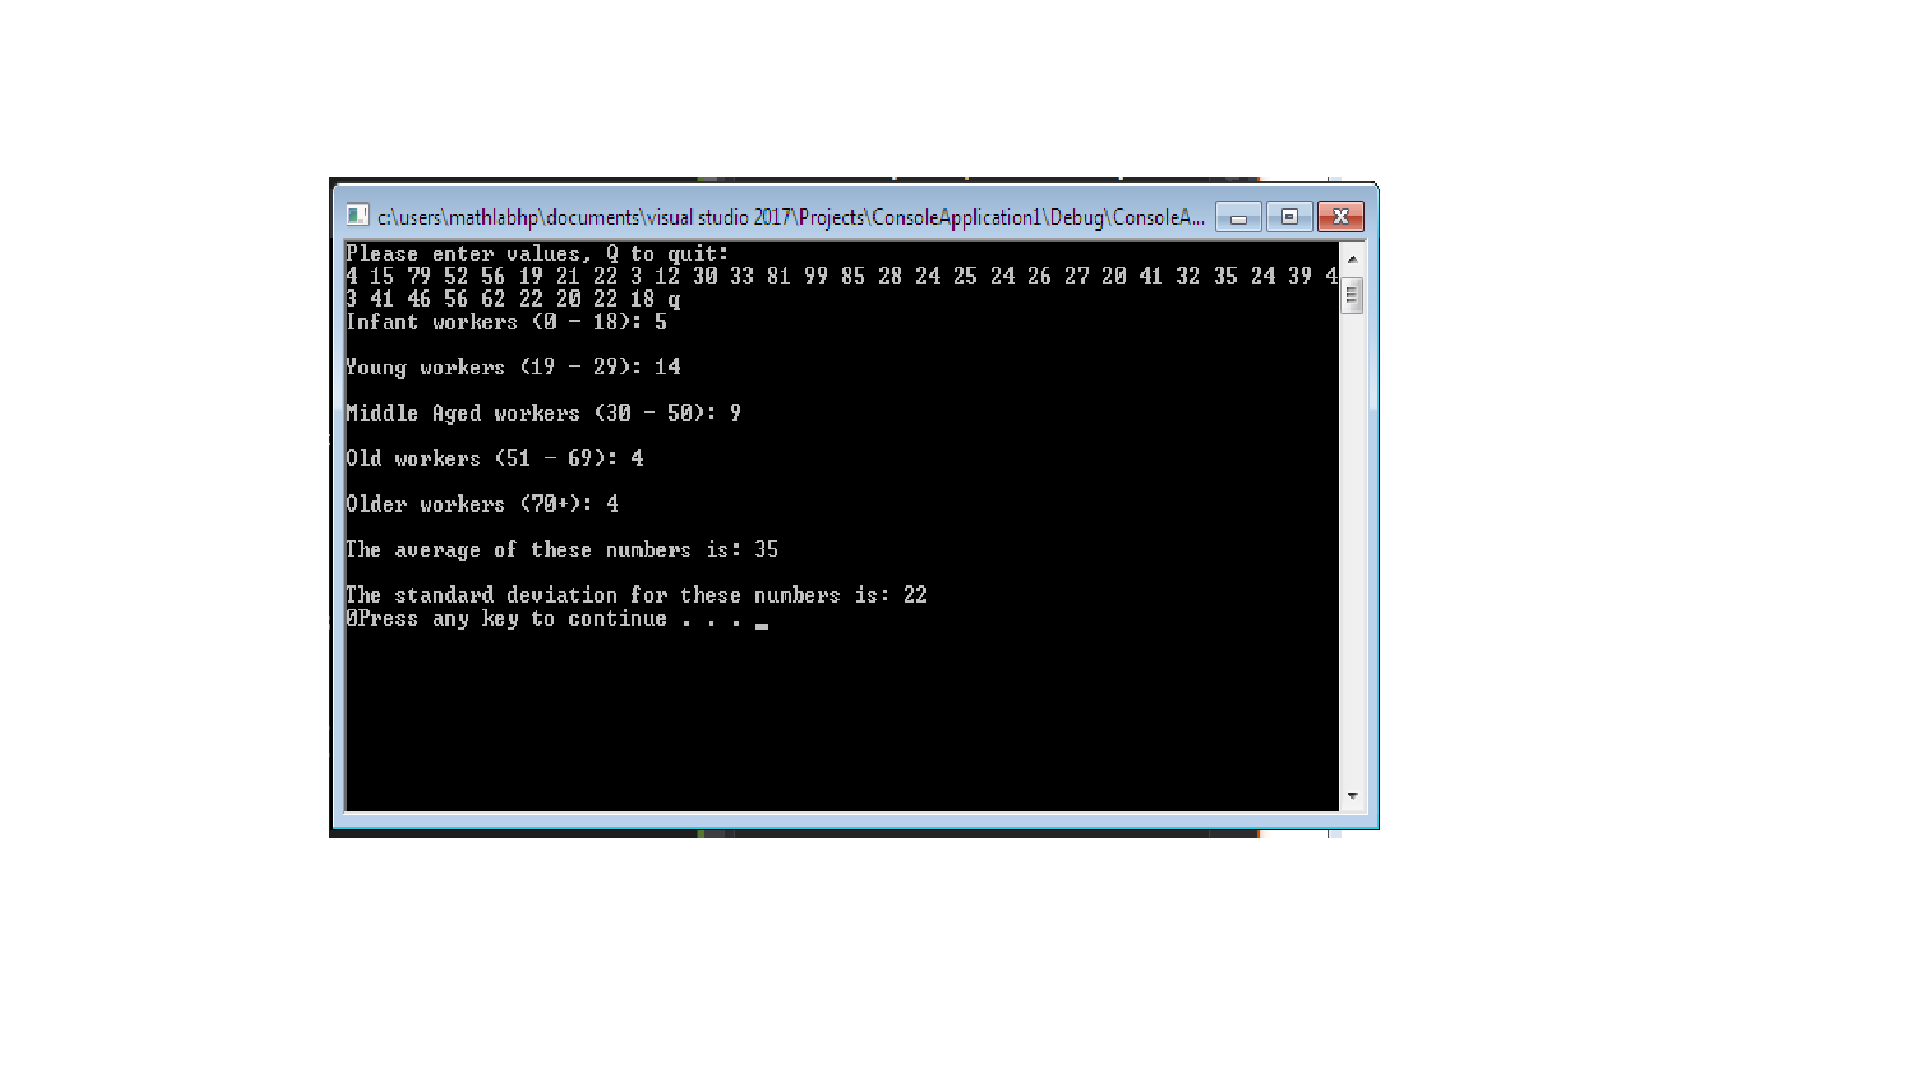 c:\users\mathlabhp\documents\visual studio 2017\Projects\ConsoleApplication1\Debug\ConsoleA...
Please enter values, Q to quit:
4 15 79 52 56 19 21 22 3 12 30 33 81 99 85 28 24 25 24 26 27 20 41 32 35 24 39 4
3 41 46 56 62 22 20 22 18 q
Infant workers (0 - 18): 5
Young workers (19 - 29): 14
Middle Aged workers (30 - 50): 9
Old workers (51 - 69): 4
Older workers (70+): 4
The average of these numbers is: 35
The standard deviation for these numbers is: 22
0Press any key to continue . . . _